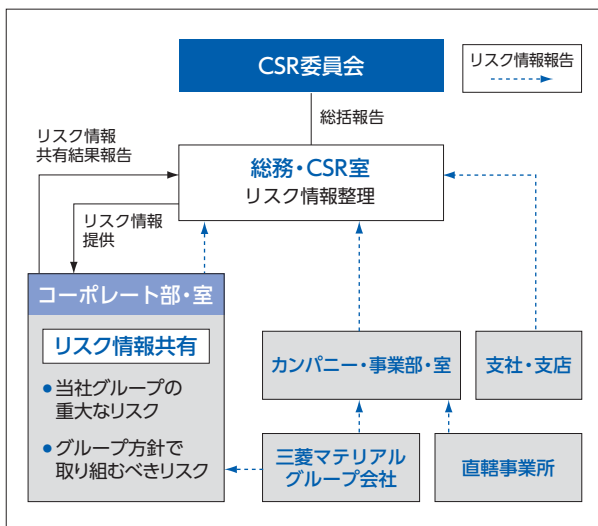 CSR委員会
リスク情報報告
総括報告
リスク情報
共有結果報告
総務・CSR室
リスク情報整理
リスク情報
提供
コーポレート部・室
リスク情報共有
●当社グループの
重大なリスク
●グループ方針で
取り組むべきリスク
カンパニー・事業部・室
支社・支店
三菱マテリアル
グループ会社
直轄事業所